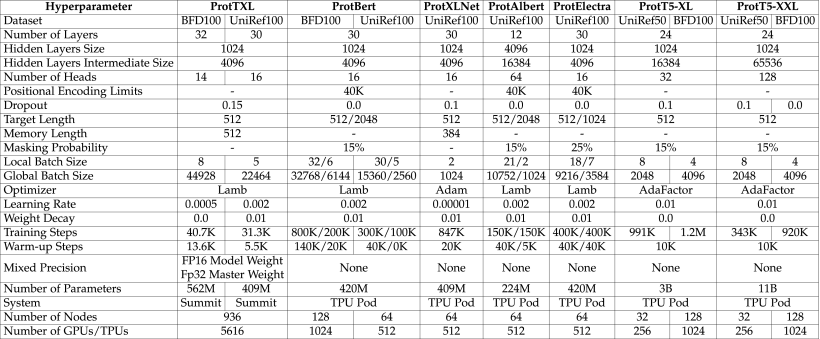 Hyperparameter ProtTXL ProtBert ProtXLNet ProtAlbert ProtElectra ProtT5-XL ProtT5-XXL
Dataset BFD100 UniRef100 BFD100 UniRef100 UniRef100 UniRef100 UniRef100 UniRef50 BFD100 UniRef50 BFD100
Number of Layers 32 30 30 30 12 30 24 24
Hidden Layers Size 1024 1024 1024 4096 1024 1024 1024
Hidden Layers Intermediate Size 4096 4096 4096 16384 4096 16384 65536
Number of Heads 14 16 16 16 64 16 32 128
Positional Encoding Limits - 40K - 40K 40K - -
Dropout 0.15 0.0 0.1 0.0 0.0 0.1 0.1 0.0
Target Length 512 512/2048 512 512/2048 512/1024 512 512
Memory Length 512 - 384 - - - -
Masking Probability - 15% - 15% 25% 15% 15%
Local Batch Size 8 5 32/6 30/5 2 21/2 18/7 8 4 8 4
Global Batch Size 44928 22464 32768/6144 15360/2560 1024 10752/1024 9216/3584 2048 4096 2048 4096
Optimizer Lamb Lamb Adam Lamb Lamb AdaFactor AdaFactor
Learning Rate 0.0005 0.002 0.002 0.00001 0.002 0.002 0.01 0.01
Weight Decay 0.0 0.01 0.01 0.01 0.01 0.01 0.0 0.0
Training Steps 40.7K 31.3K 800K/200K 300K/100K 847K 150K/150K 400K/400K 991K 1.2M 343K 920K
Warm-up Steps 13.6K 5.5K 140K/20K 40K/0K 20K 40K/5K 40K/40K 10K 10K
Mixed Precision FP16 Model Weight None None None None None None
Fp32 Master Weight
Number of Parameters 562M 409M 420M 409M 224M 420M 3B 11B
System Summit Summit TPU Pod TPU Pod TPU Pod TPU Pod TPU Pod TPU Pod
Number of Nodes 936 128 64 64 64 64 32 128 32 128
Number of GPUs/TPUs 5616 1024 512 512 512 512 256 1024 256 1024